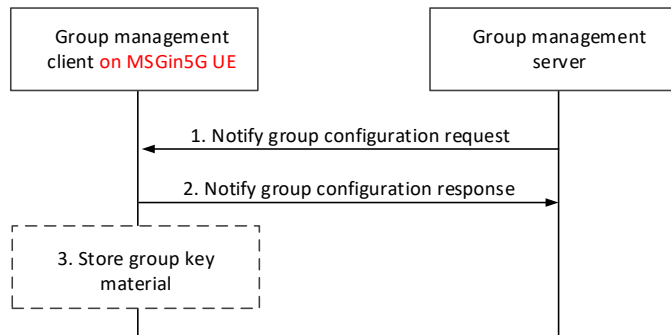 Group management
client on MSGin5G UE
Group management
server
1. Notify group configuration request
2. Notify group configuration response
3. Store group key
material